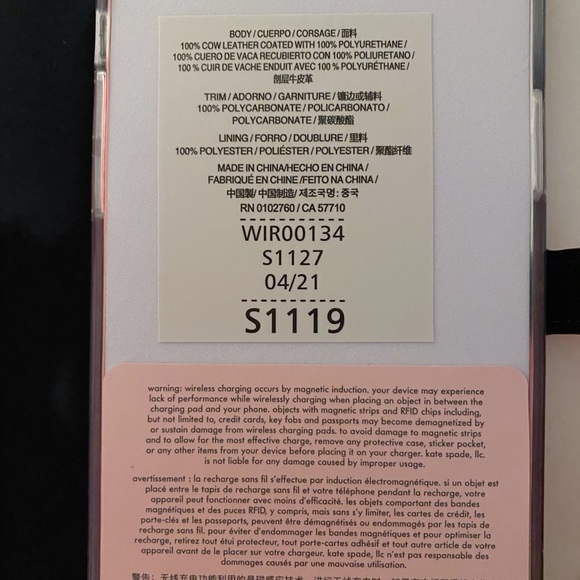 BODY / CUERPO / CORSAGE / 面料
100% COW LEATHER COATED WITH 100% POLYURETHANE /
100% CUERO DE VACA RECUBIERTO CON 100% POLIURETANO /
100 % CUIR DE VACHE ENDUIT AVEC 100 % POLYURÉTHANE /
剖层牛皮革
TRIM / ADORNO / GARNITURE / 镶边或辅料
100% POLYCARBONATE / POLICARBONATO /
POLYCARBONATE / 聚碳酸酯
LINING / FORRO / DOUBLURE / 里料
100% POLYESTER / POLIÉSTER / POLYESTER / 聚酯纤维
MADE IN CHINA/HECHO EN CHINA /
FABRIQUÉ EN CHINE /FEITO NA CHINA /
中国製/ 中国制造/ 제조국명: 중국
RN 0102760 / CA 57710
WIR00134
S1127
04/21
S1119
warning: wireless charging occurs by magnetic induction. your device may experience
lack of performance while wirelessly charging when placing an object in between the
charging pad and your phone. objects with magnetic strips and RFID chips including,
but not limited to, credit cards, key fobs and passports may become demagnetized by
or sustain damage from wireless charging pads. to avoid damage to magnetic strips
and to allow for the most effective charge, remove any protective case, sticker pocket,
or any other items from your device before placing it on your charger. kate spade, llc.
is not liable for any damage caused by improper usage.
avertissement : la recharge sans fil s'effectue par induction électromagnétique. si un objet est
placé entre le tapis de recharge sans fil et votre téléphone pendant la recharge, votre
appareil peut fonctionner avec moins d'efficacité. les objets comportant des bandes
magnétiques et des puces RFID, y compris, mais sans s'y limiter, les cartes de crédit, les
porte-clés et les passeports, peuvent être démagnétisés ou endommagés par les tapis de
recharge sans fil. pour éviter d'endommager les bandes magnétiques et pour optimiser la
recharge, retirez tout étui protecteur, tout porte-cartes adhésif et tout autre article de votre
appareil avant de le placer sur votre chargeur. kate spade, llc n'est pas responsable des
dommages causés par une mauvaise utilisation.